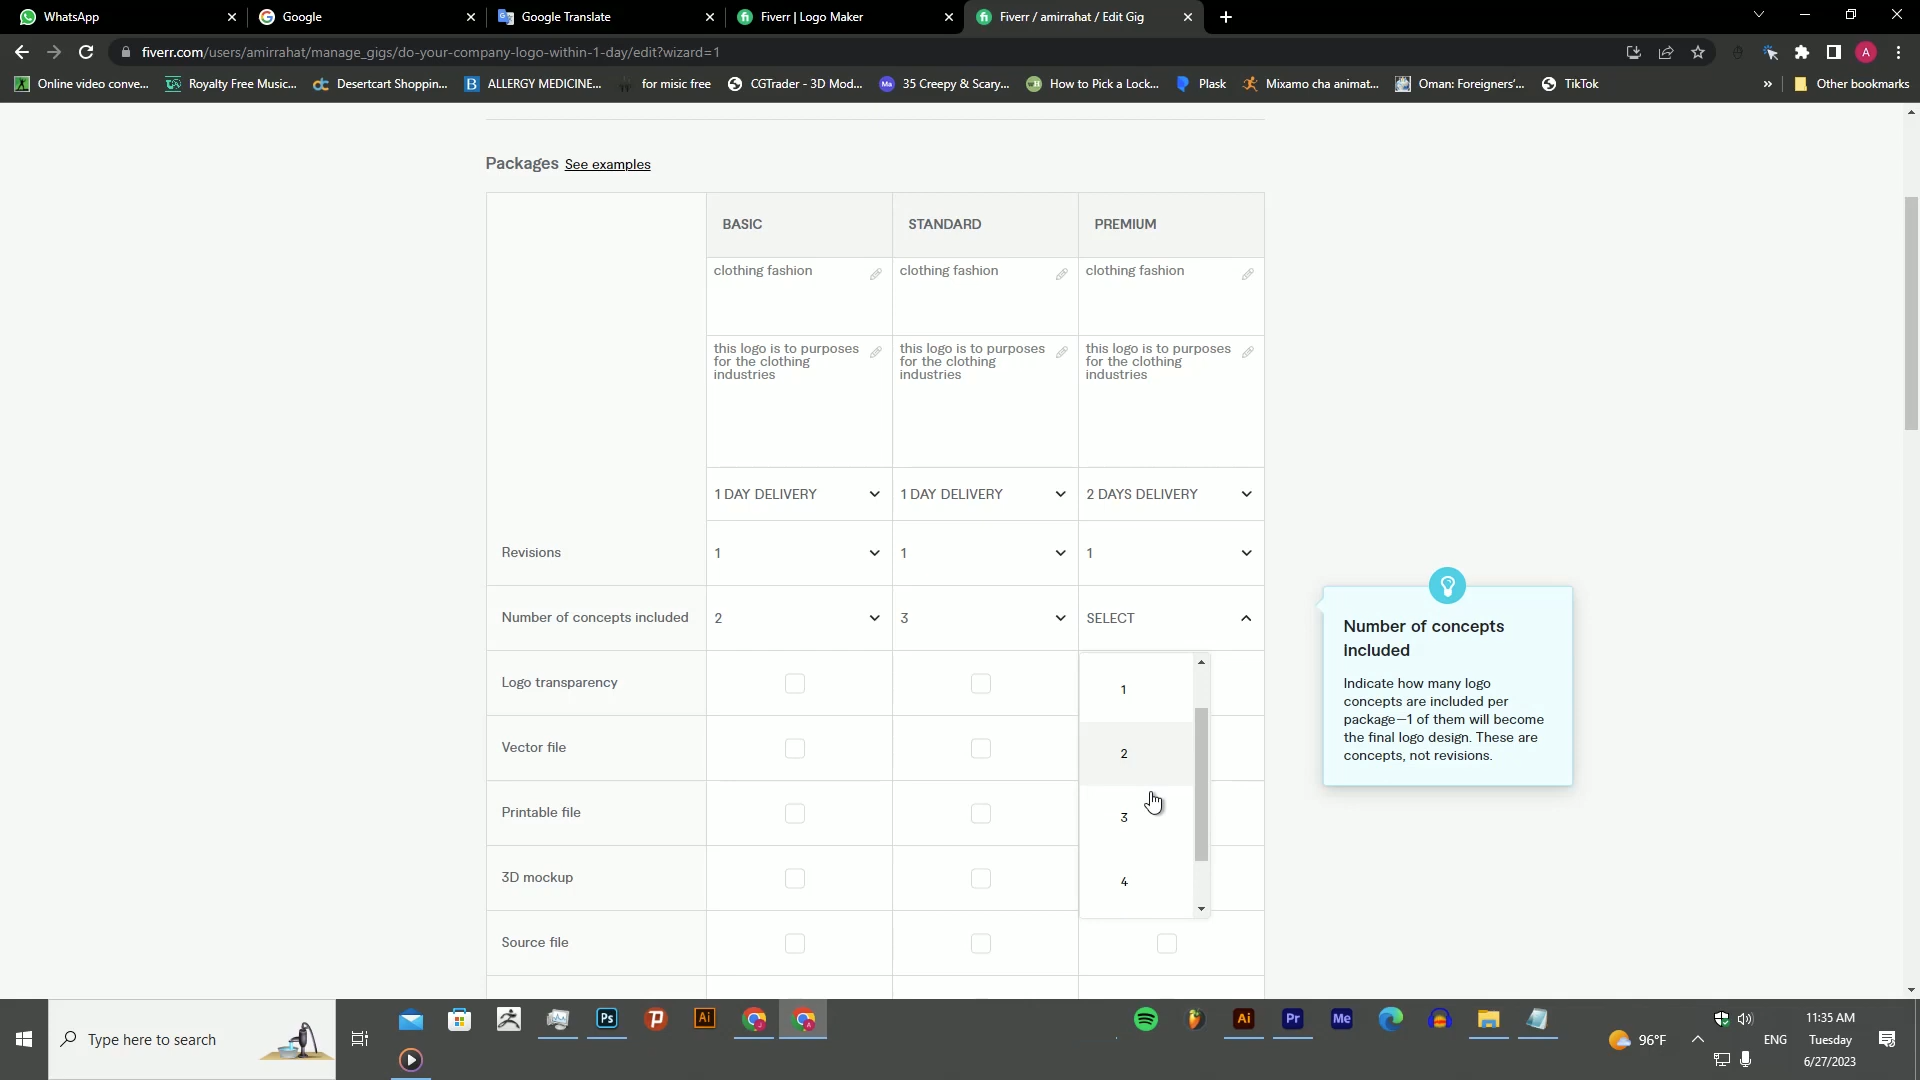 WhatsApp
Google
Google Translate
Fiverr | Logo Maker
Fiverr / amirrahat / Edit Gig
fiverr.com/users/amirrahat/manage_gigs/do-your-company-logo-within-1-day/edit?wizard=1
A
Online video conve...
Royalty Free Music...
Desertcart Shoppin...
ALLERGY MEDICINE...
for misic free
CGTrader - 3D Mod...
35 Creepy & Scary...
How to Pick a Lock...
Plask
Mixamo cha animat...
Oman: Foreigners'...
TikTok
»
Other bookmarks
Packages See examples
BASIC STANDARD PREMIUM
clothing fashion clothing fashion clothing fashion
this logo is to purposes this logo is to purposes this logo is to purposes
for the clothing for the clothing for the clothing
industries industries industries
1 DAY DELIVERY 1 DAY DELIVERY 2 DAYS DELIVERY
Revisions 1 1 1
Number of concepts included 2 3 SELECT
Logo transparency
1
Vector file
2
Printable file
3
3D mockup
4
Source file
Number of concepts
included
Indicate how many logo
concepts are included per
package—1 of them will become
the final logo design. These are
concepts, not revisions.
Type here to search
Ps
Ai
Ai
Pr
Me
96°F
ENG
11:35 AM
Tuesday
6/27/2023